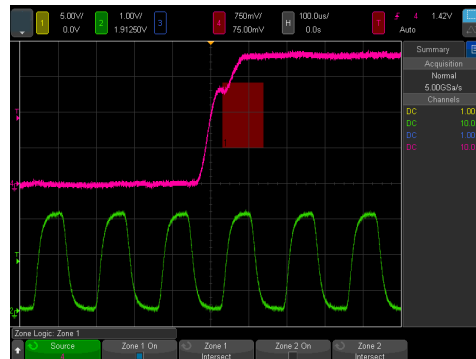 1 5.00V/ 2 1.00V/ 3 4 750mV/ H 100.0us/ T 4 1.42V
0.0V 1.91250V 75.00mV 0.0s Auto
Summary
Acquisition
Normal
5.00GSa/s
Channels
DC 1.00
DC 10.0
DC 1.00
DC 10.0
Zone Logic: Zone 1
Source Zone 1 On Zone 1 Zone 2 On Zone 2
Intersect Intersect